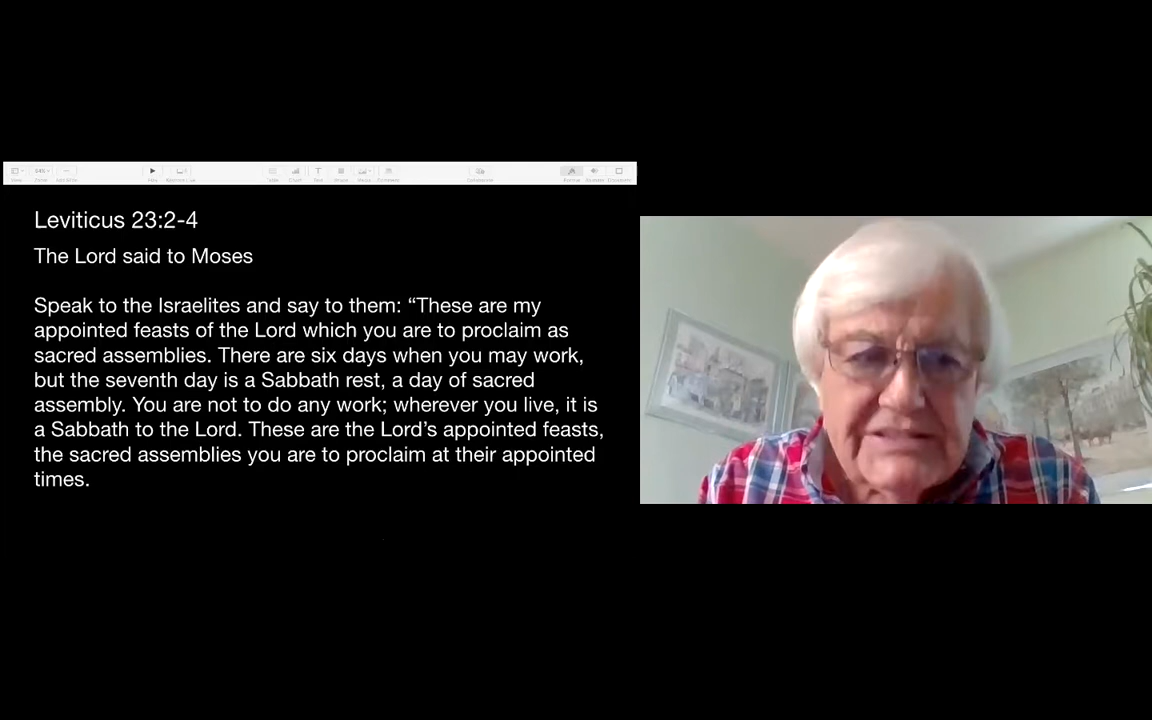 Leviticus 23:2-4
The Lord said to Moses
Speak to the Israelites and say to them: “These are my
appointed feasts of the Lord which you are to proclaim as
sacred assemblies. There are six days when you may work,
but the seventh day is a Sabbath rest, a day of sacred
assembly. You are not to do any work; wherever you live, it is
a Sabbath to the Lord. These are the Lord’s appointed feasts,
the sacred assemblies you are to proclaim at their appointed
times.